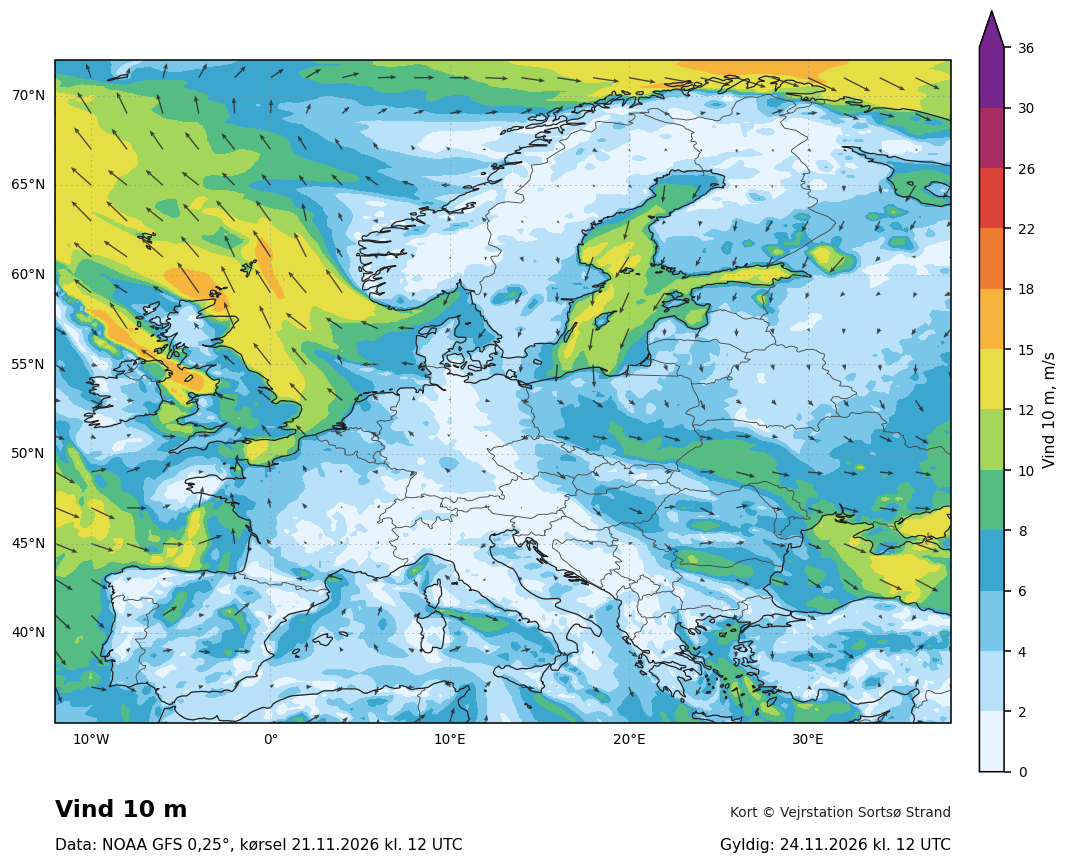 36
30
26
22
18
15
12
10
8
6
4
2
0
Vind 10 m, m/s
70°N
65°N
60°N
55°N
50°N
45°N
40°N
10°W
0°
10°E
20°E
30°E
Vind 10 m
Kort © Vejrstation Sortsø Strand
Data: NOAA GFS 0,25°, kørsel 21.11.2026 kl. 12 UTC
Gyldig: 24.11.2026 kl. 12 UTC